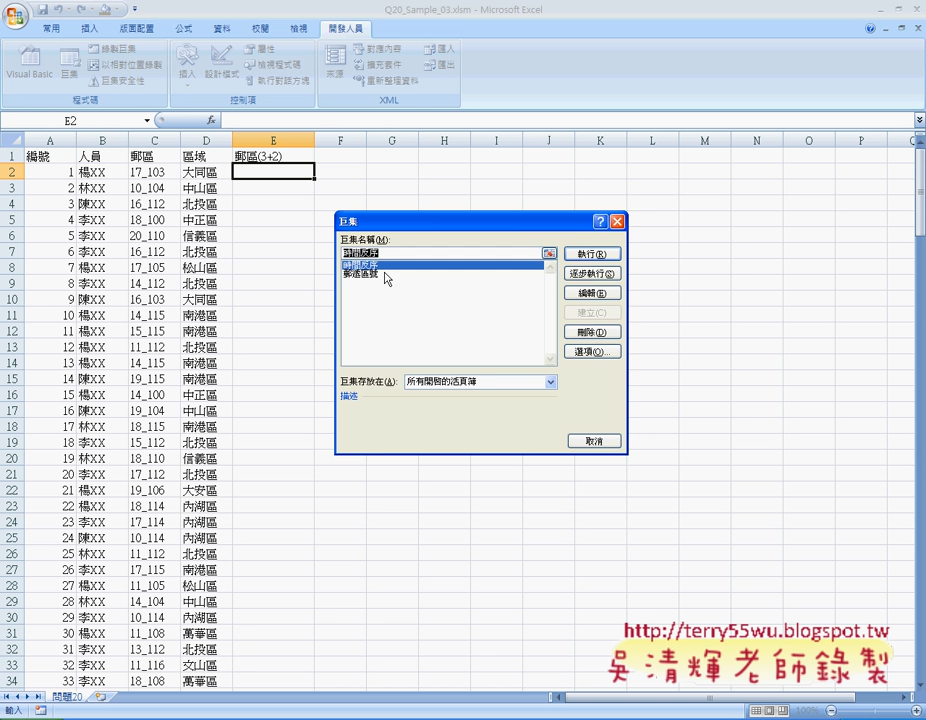 Q20_Sample_03.xlsm - Microsoft Excel
常用 插入 版面配置 公式 資料 校閱 檢視 開發人員
Visual Basic 巨集 錄製巨集 以相對位置錄製 巨集安全性 插入 設計模式 屬性 檢視程式碼 執行對話方塊 來源 對應內容 擴充套件 重新整理資料 匯入 匯出
程式碼 控制項 XML
E2 fx
A B C D E F G H I J K L M N O P
1 編號 人員 郵區 區域 郵區(3+2)
2 1 楊XX 17_103 大同區
3 2 林XX 10_104 中山區
4 3 陳XX 16_112 北投區
5 4 李XX 18_100 中正區
6 5 李XX 20_110 信義區
7 6 李XX 16_112 北投區
8 7 楊XX 17_105 松山區
9 8 李XX 14_112 北投區
10 9 陳XX 16_103 大同區
11 10 楊XX 14_115 南港區
12 11 楊XX 15_115 南港區
13 12 楊XX 11_112 北投區
14 13 楊XX 14_115 南港區
15 14 陳XX 19_115 南港區
16 15 楊XX 14_100 中正區
17 16 陳XX 19_104 中山區
18 17 林XX 18_115 南港區
19 18 李XX 15_112 北投區
20 19 林XX 18_110 信義區
21 20 李XX 17_112 北投區
22 21 楊XX 19_106 大安區
23 22 楊XX 18_114 內湖區
24 23 李XX 17_114 內湖區
25 24 陳XX 10_114 內湖區
26 25 林XX 11_112 北投區
27 26 李XX 17_115 南港區
28 27 李XX 11_105 松山區
29 28 林XX 14_104 中山區
30 29 李XX 10_114 內湖區
31 30 楊XX 11_108 萬華區
32 31 李XX 13_112 北投區
33 32 李XX 11_116 文山區
34 33 李XX 18_108 萬華區
巨集
巨集名稱(M):
時間反序
時間反序
郵遞區號
執行(R)
逐步執行(S)
編輯(E)
建立(C)
刪除(D)
選項(O)...
巨集存放在(A): 所有開啟的活頁簿
描述
取消
http://terry55wu.blogspot.tw
吳清輝老師錄製
問題20
輸入 100%